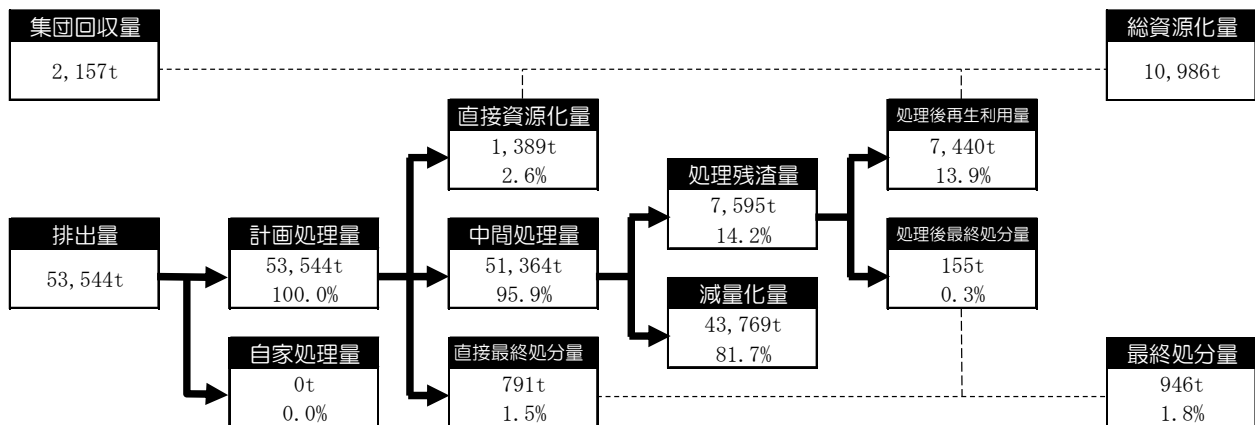 集団回収量
2,157t
総資源化量
10,986t
直接資源化量
1,389t
2.6%
処理後再生利用量
7,440t
13.9%
処理残渣量
7,595t
14.2%
排出量
53,544t
計画処理量
53,544t
100.0%
中間処理量
51,364t
95.9%
処理後最終処分量
155t
0.3%
減量化量
43,769t
81.7%
自家処理量
0t
0.0%
直接最終処分量
791t
1.5%
最終処分量
946t
1.8%